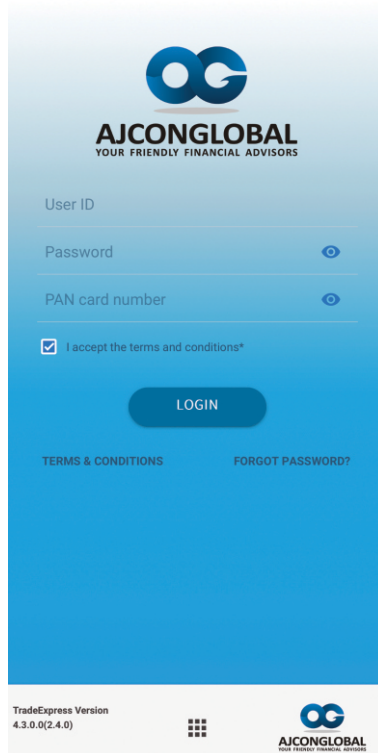 AJCONGLOBAL
YOUR FRIENDLY FINANCIAL ADVISORS
User ID
Password
PAN card number
I accept the terms and conditions*
LOGIN
TERMS & CONDITIONS
FORGOT PASSWORD?
TradeExpress Version
4.3.0.0(2.4.0)
AJCONGLOBAL
YOUR FRIENDLY FINANCIAL ADVISORS